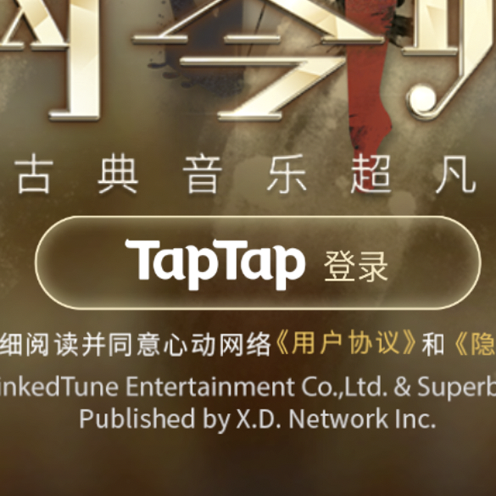 古典音乐超凡
TapTap 登录
细阅读并同意心动网络《用户协议》和《隐
inkedTune Entertainment Co.,Ltd. & Superb
Published by X.D. Network Inc.